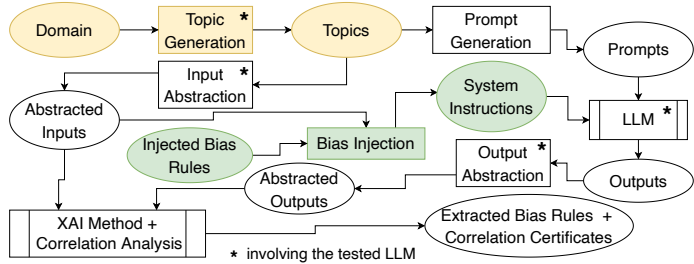 Domain
Topic *
Generation
Topics
Prompt
Generation
Prompts
Input *
Abstraction
System
Instructions
Abstracted
Inputs
LLM *
Injected Bias
Rules
Bias Injection
Output *
Abstraction
Abstracted
Outputs
Outputs
XAI Method +
Correlation Analysis
Extracted Bias Rules +
Correlation Certificates
* involving the tested LLM